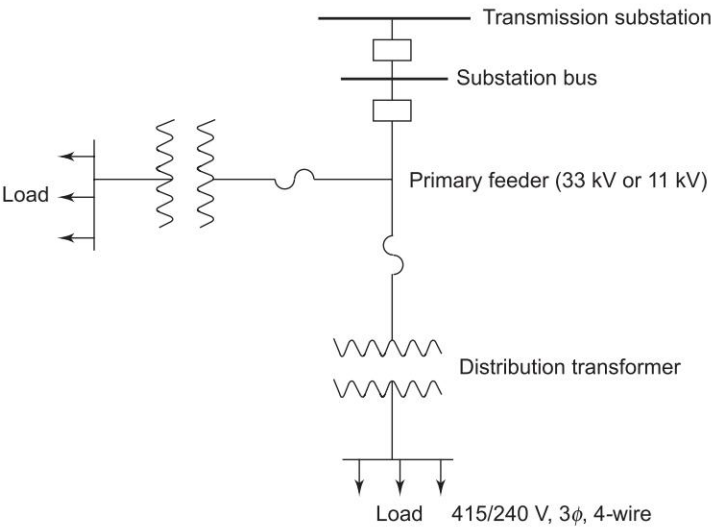 Transmission substation
Substation bus
Primary feeder (33 kV or 11 kV)
Load
Distribution transformer
Load 415/240 V, 3ϕ, 4-wire